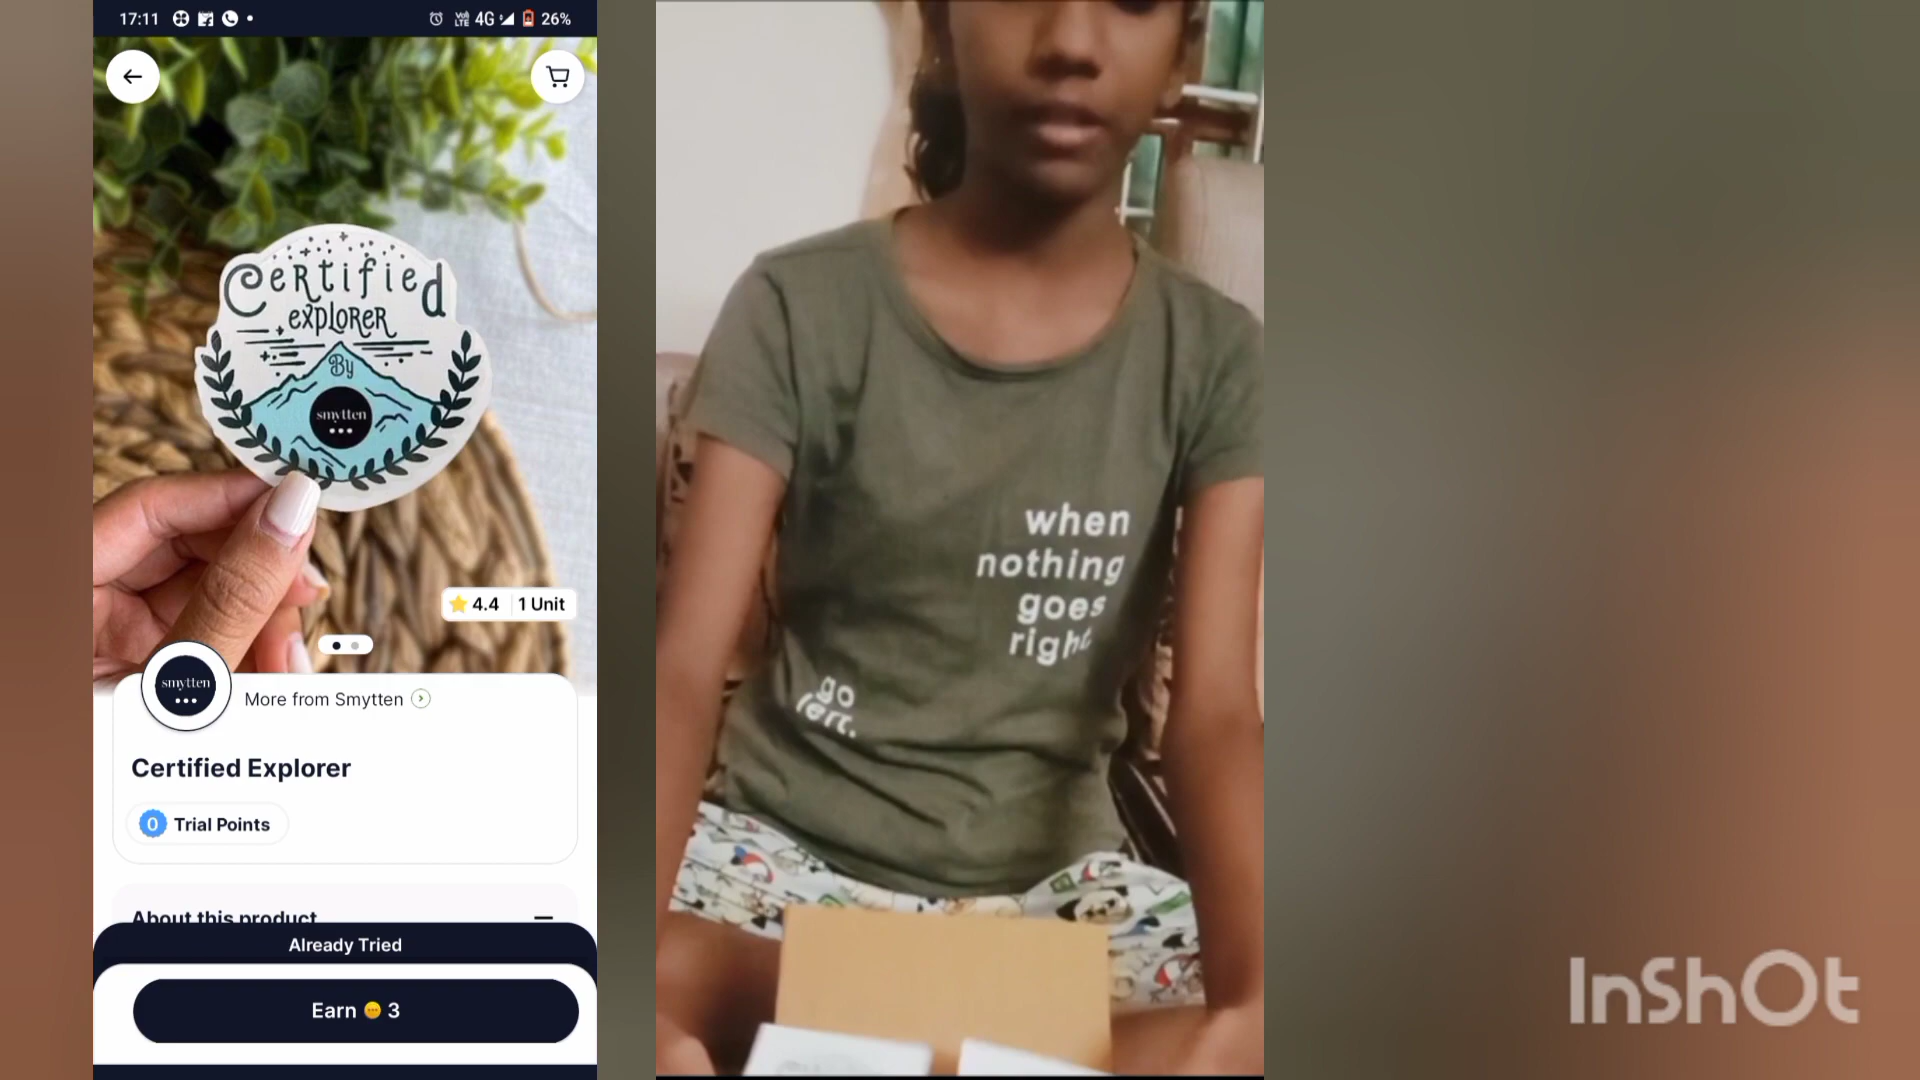 17:11
VoLTE 4G 26%
Certified
explorer
By
smytten
4.4 1 Unit
smytten
More from Smytten
Certified Explorer
0 Trial Points
About this product
Already Tried
Earn 3
when
nothing
goes
right
go
InShOt